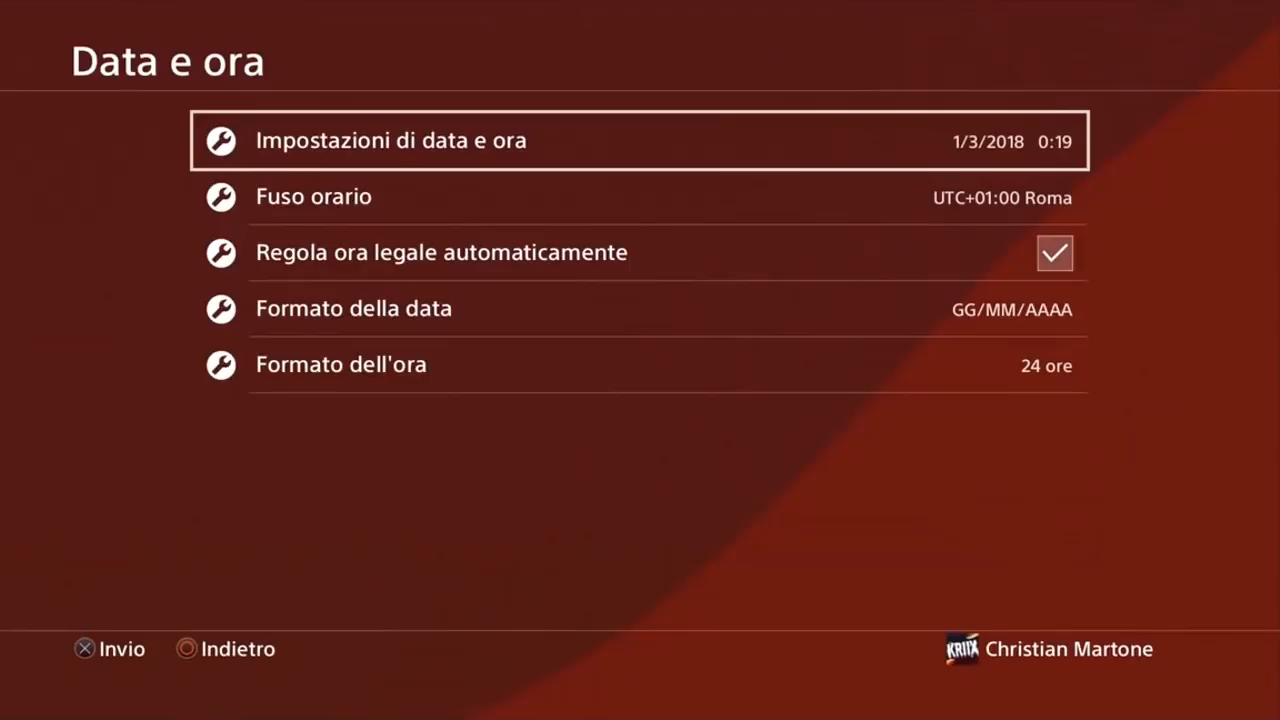 Data e ora
Impostazioni di data e ora 1/3/2018 0:19
Fuso orario UTC+01:00 Roma
Regola ora legale automaticamente
Formato della data GG/MM/AAAA
Formato dell'ora 24 ore
Invio Indietro KRIIX Christian Martone